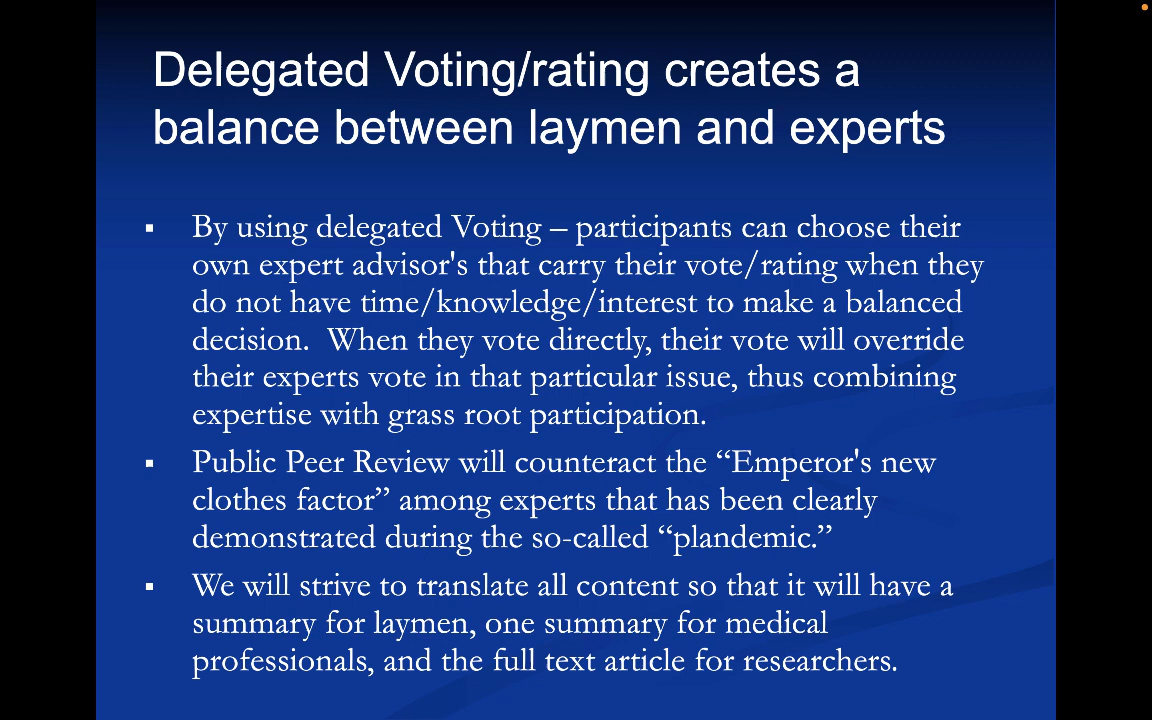 Delegated Voting/rating creates a
balance between laymen and experts
▪ By using delegated Voting – participants can choose their
own expert advisor's that carry their vote/rating when they
do not have time/knowledge/interest to make a balanced
decision.  When they vote directly, their vote will override
their experts vote in that particular issue, thus combining
expertise with grass root participation.
▪ Public Peer Review will counteract the “Emperor's new
clothes factor” among experts that has been clearly
demonstrated during the so-called “plandemic.”
▪ We will strive to translate all content so that it will have a
summary for laymen, one summary for medical
professionals, and the full text article for researchers.